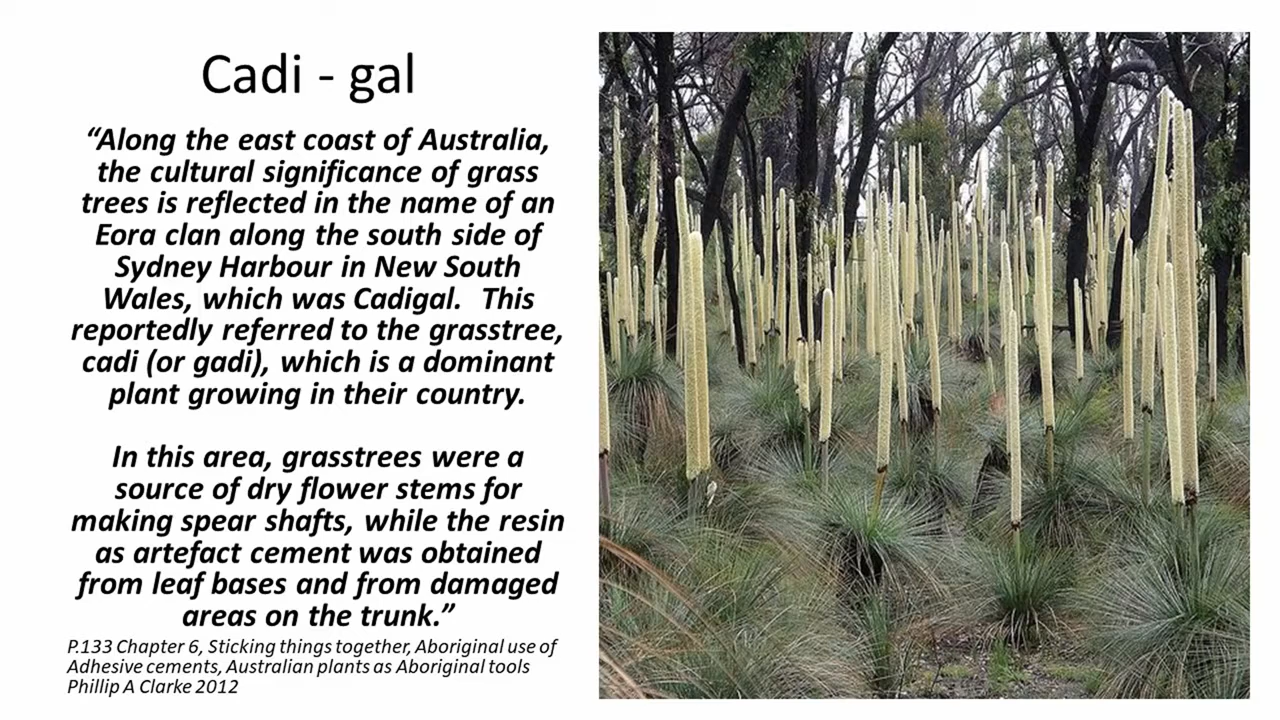 Cadi - gal
“Along the east coast of Australia,
the cultural significance of grass
trees is reflected in the name of an
Eora clan along the south side of
Sydney Harbour in New South
Wales, which was Cadigal.  This
reportedly referred to the grasstree,
cadi (or gadi), which is a dominant
plant growing in their country.
In this area, grasstrees were a
source of dry flower stems for
making spear shafts, while the resin
as artefact cement was obtained
from leaf bases and from damaged
areas on the trunk.”
P.133 Chapter 6, Sticking things together, Aboriginal use of
Adhesive cements, Australian plants as Aboriginal tools
Phillip A Clarke 2012